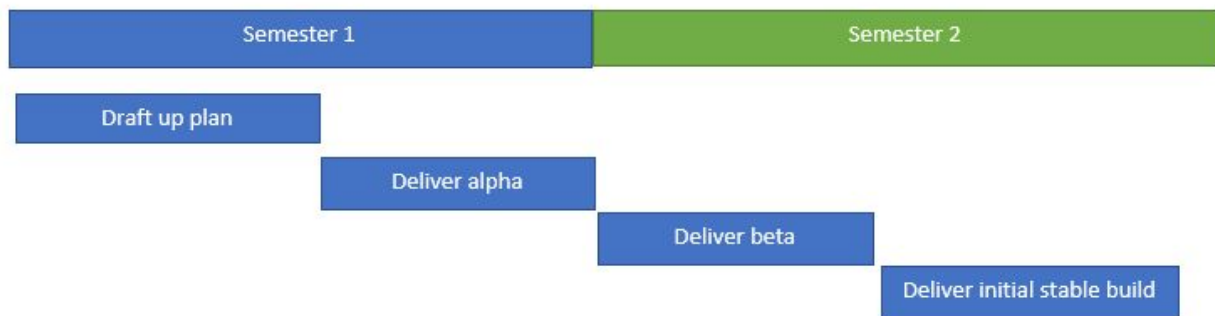 Semester 1
Semester 2
Draft up plan
Deliver alpha
Deliver beta
Deliver initial stable build